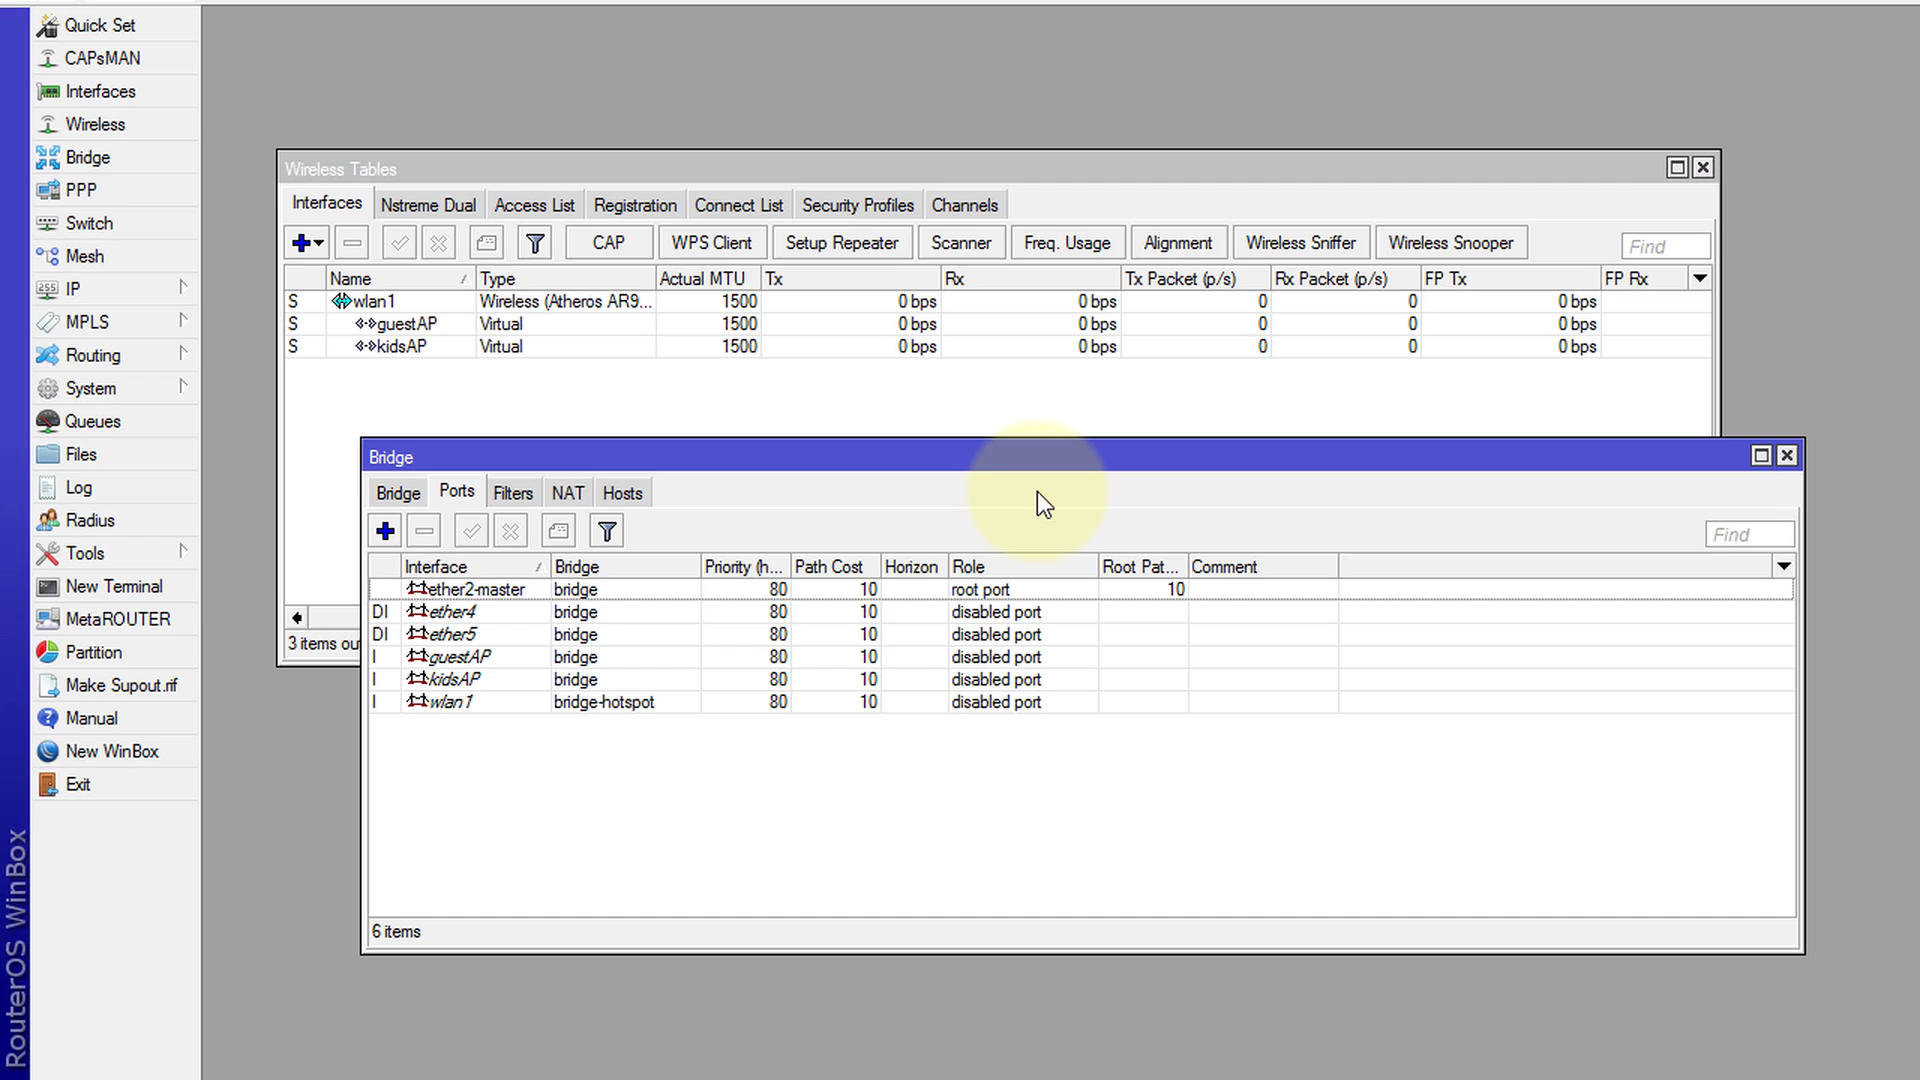 Quick Set
CAPsMAN
Interfaces
Wireless
Bridge
PPP
Switch
Mesh
255 IP
MPLS
Routing
System
Queues
Files
Log
Radius
Tools
New Terminal
MetaROUTER
Partition
Make Supout.rif
Manual
New WinBox
Exit
RouterOS WinBox
Wireless Tables
Interfaces Nstreme Dual Access List Registration Connect List Security Profiles Channels
CAP WPS Client Setup Repeater Scanner Freq. Usage Alignment Wireless Sniffer Wireless Snooper Find
Name Type Actual MTU Tx Rx Tx Packet (p/s) Rx Packet (p/s) FP Tx FP Rx
S wlan1 Wireless (Atheros AR9... 1500 0 bps 0 bps 0 0 0 bps
S guestAP Virtual 1500 0 bps 0 bps 0 0 0 bps
S kidsAP Virtual 1500 0 bps 0 bps 0 0 0 bps
3 items ou
Bridge
Bridge Ports Filters NAT Hosts
Find
Interface Bridge Priority (h... Path Cost Horizon Role Root Pat... Comment
ether2-master bridge 80 10 root port 10
DI ether4 bridge 80 10 disabled port
DI ether5 bridge 80 10 disabled port
I guestAP bridge 80 10 disabled port
I kidsAP bridge 80 10 disabled port
I wlan1 bridge-hotspot 80 10 disabled port
6 items